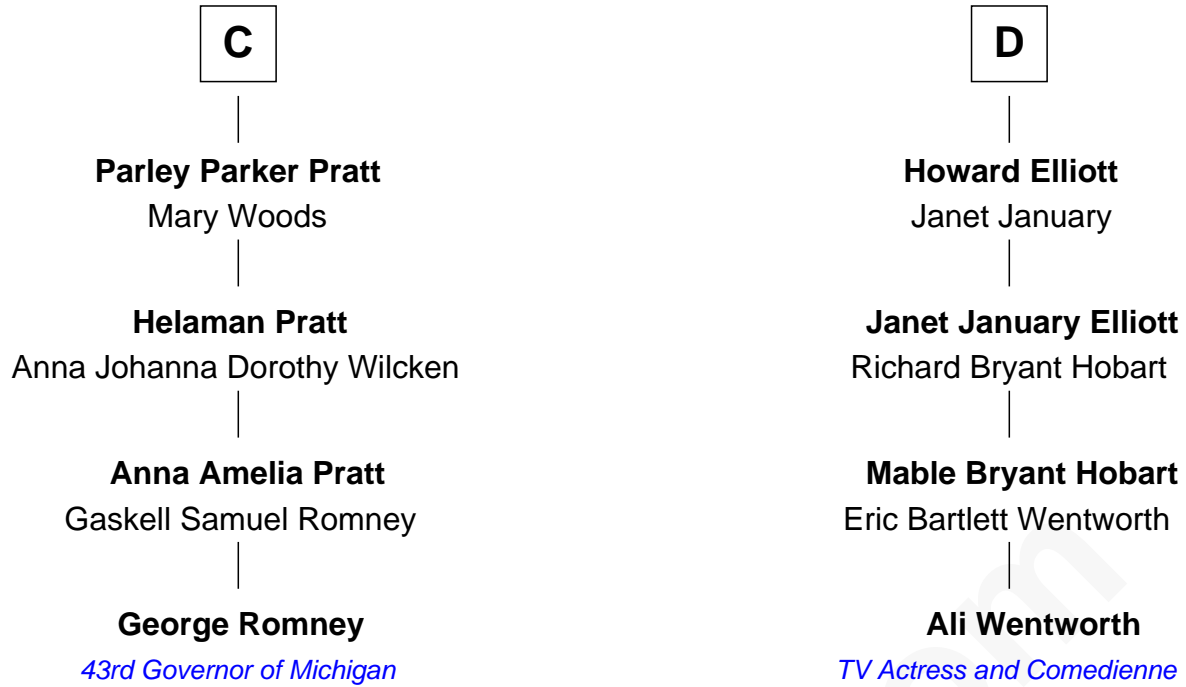 C
Parley Parker Pratt
Mary Woods
Helaman Pratt
Anna Johanna Dorothy Wilcken
Anna Amelia Pratt
Gaskell Samuel Romney
George Romney
43rd Governor of Michigan
D
Howard Elliott
Janet January
Janet January Elliott
Richard Bryant Hobart
Mable Bryant Hobart
Eric Bartlett Wentworth
Ali Wentworth
TV Actress and Comedienne